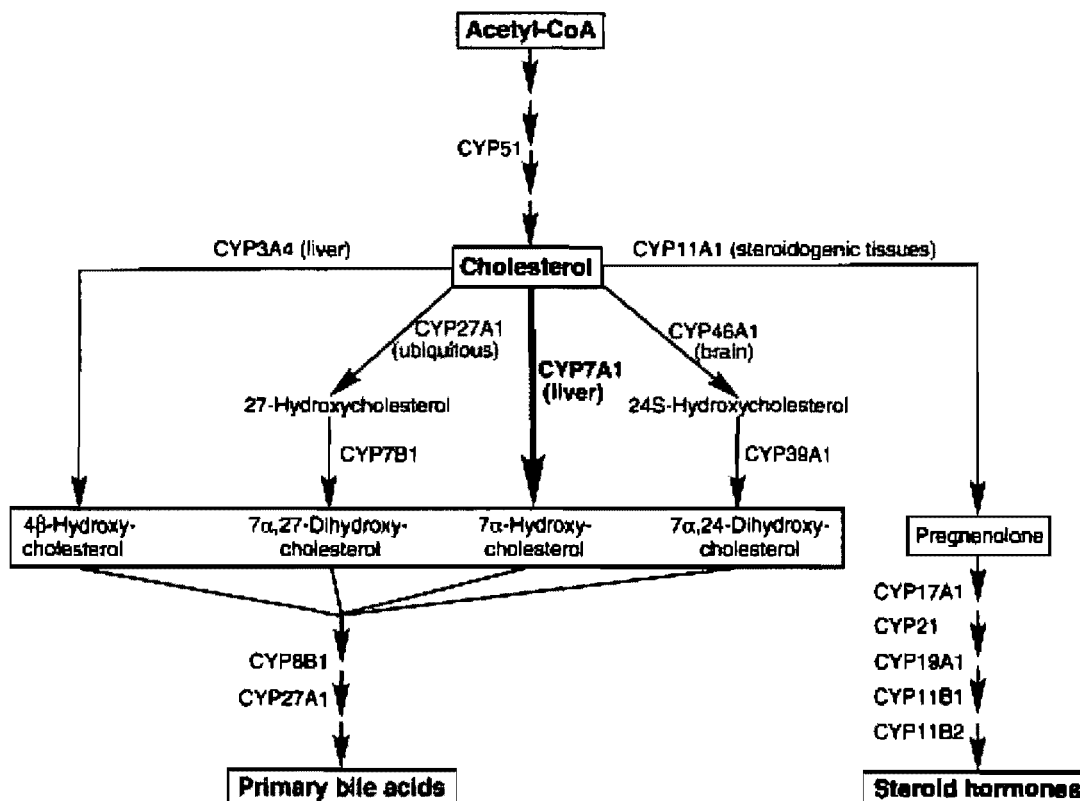 Acetyl-CoA
CYP51
CYP3A4 (liver)
CYP11A1 (steroidogenic tissues)
Cholesterol
CYP27A1
(ubiquitous)
CYP46A1
(brain)
CYP7A1
(liver)
27-Hydroxycholesterol
24S-Hydroxycholesterol
CYP7B1
CYP39A1
4β-Hydroxy-
cholesterol
7α,27-Dihydroxy-
cholesterol
7α-Hydroxy-
cholesterol
7α,24-Dihydroxy-
cholesterol
Pregnenolone
CYP17A1
CYP21
CYP19A1
CYP11B1
CYP11B2
CYP8B1
CYP27A1
Primary bile acids
Steroid hormones